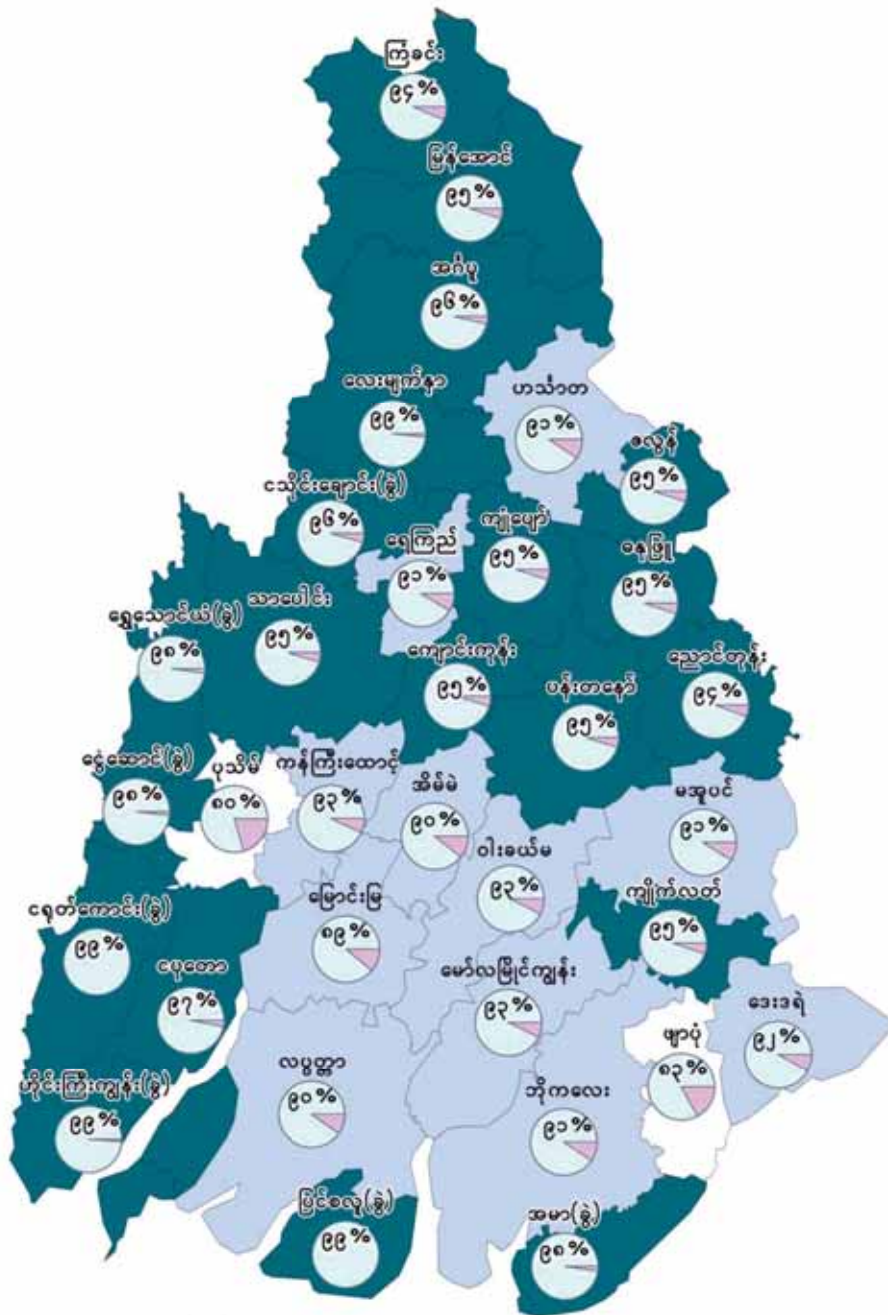 ကြံခင်း
၉၄%
မြန်အောင်
၉၅%
အင်္ဂပူ
၉၆%
လေးမျက်နှာ
၉၉%
ဟင်္သာတ
၉၁%
ဇလွန်
၉၅%
ငသိုင်းချောင်း(ခွဲ)
၉၆%
ရေကြည်
၉၁%
ကျုံပျော်
၉၅%
ဓနုဖြူ
၉၅%
ရွှေသောင်ယံ(ခွဲ)
၉၈%
သာပေါင်း
၉၅%
ကျောင်းကုန်း
၉၅%
ပန်းတနော်
၉၅%
ညောင်တုန်း
၉၄%
ငွေဆောင်(ခွဲ)
၉၈%
ပုသိမ်
၈၀%
ကန်ကြီးထောင့်
၉၃%
အိမ်မဲ
၉၀%
ဝါးခယ်မ
၉၃%
မအူပင်
၉၁%
ကျိုက်လတ်
၉၅%
ငရုတ်ကောင်း(ခွဲ)
၉၉%
မြောင်းမြ
၈၉%
ငပုတော
၉၇%
မော်လမြိုင်ကျွန်း
၉၃%
ဖျာပုံ
၈၃%
ဒေးဒရဲ
၉၂%
ဟိုင်းကြီးကျွန်း(ခွဲ)
၉၉%
လပွတ္တာ
၉၀%
ဘိုကလေး
၉၁%
ပြင်စလူ(ခွဲ)
၉၉%
အမာ(ခွဲ)
၉၈%